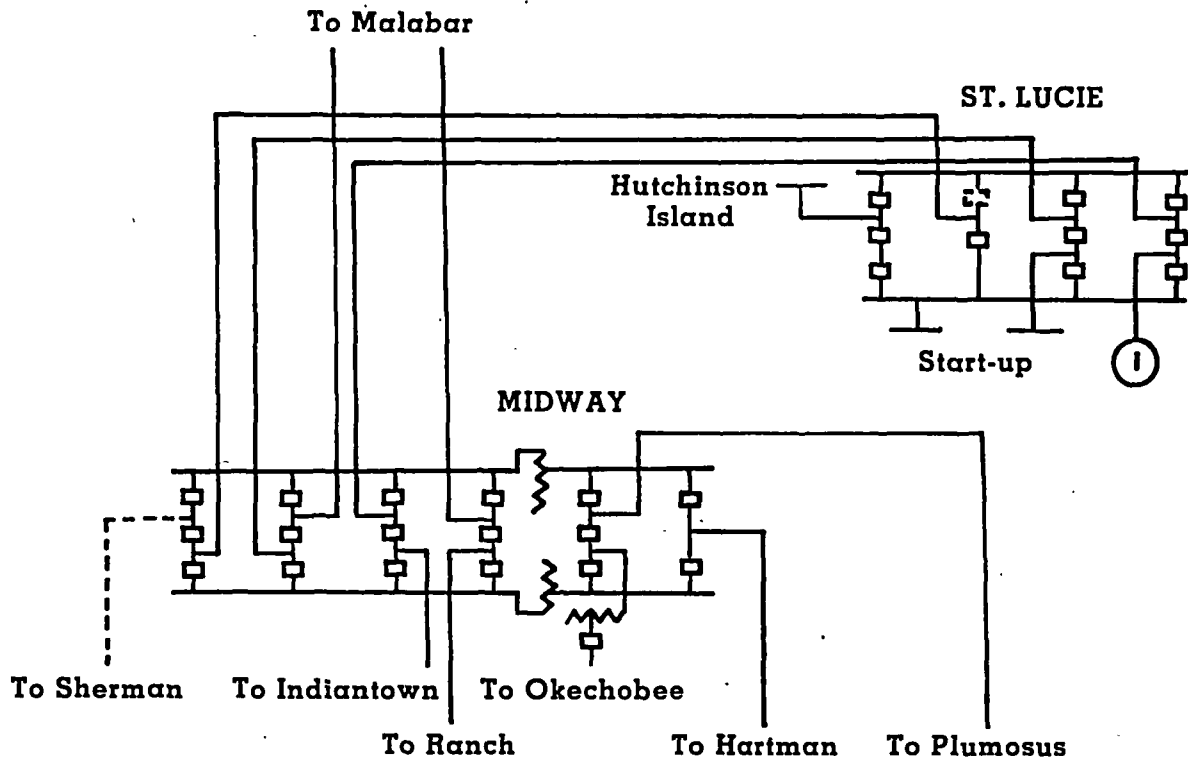 To Malabar
ST. LUCIE
Hutchinson
Island
Start-up
1
MIDWAY
To Sherman
To Indiantown
To Okechobee
To Ranch
To Hartman
To Plumosus